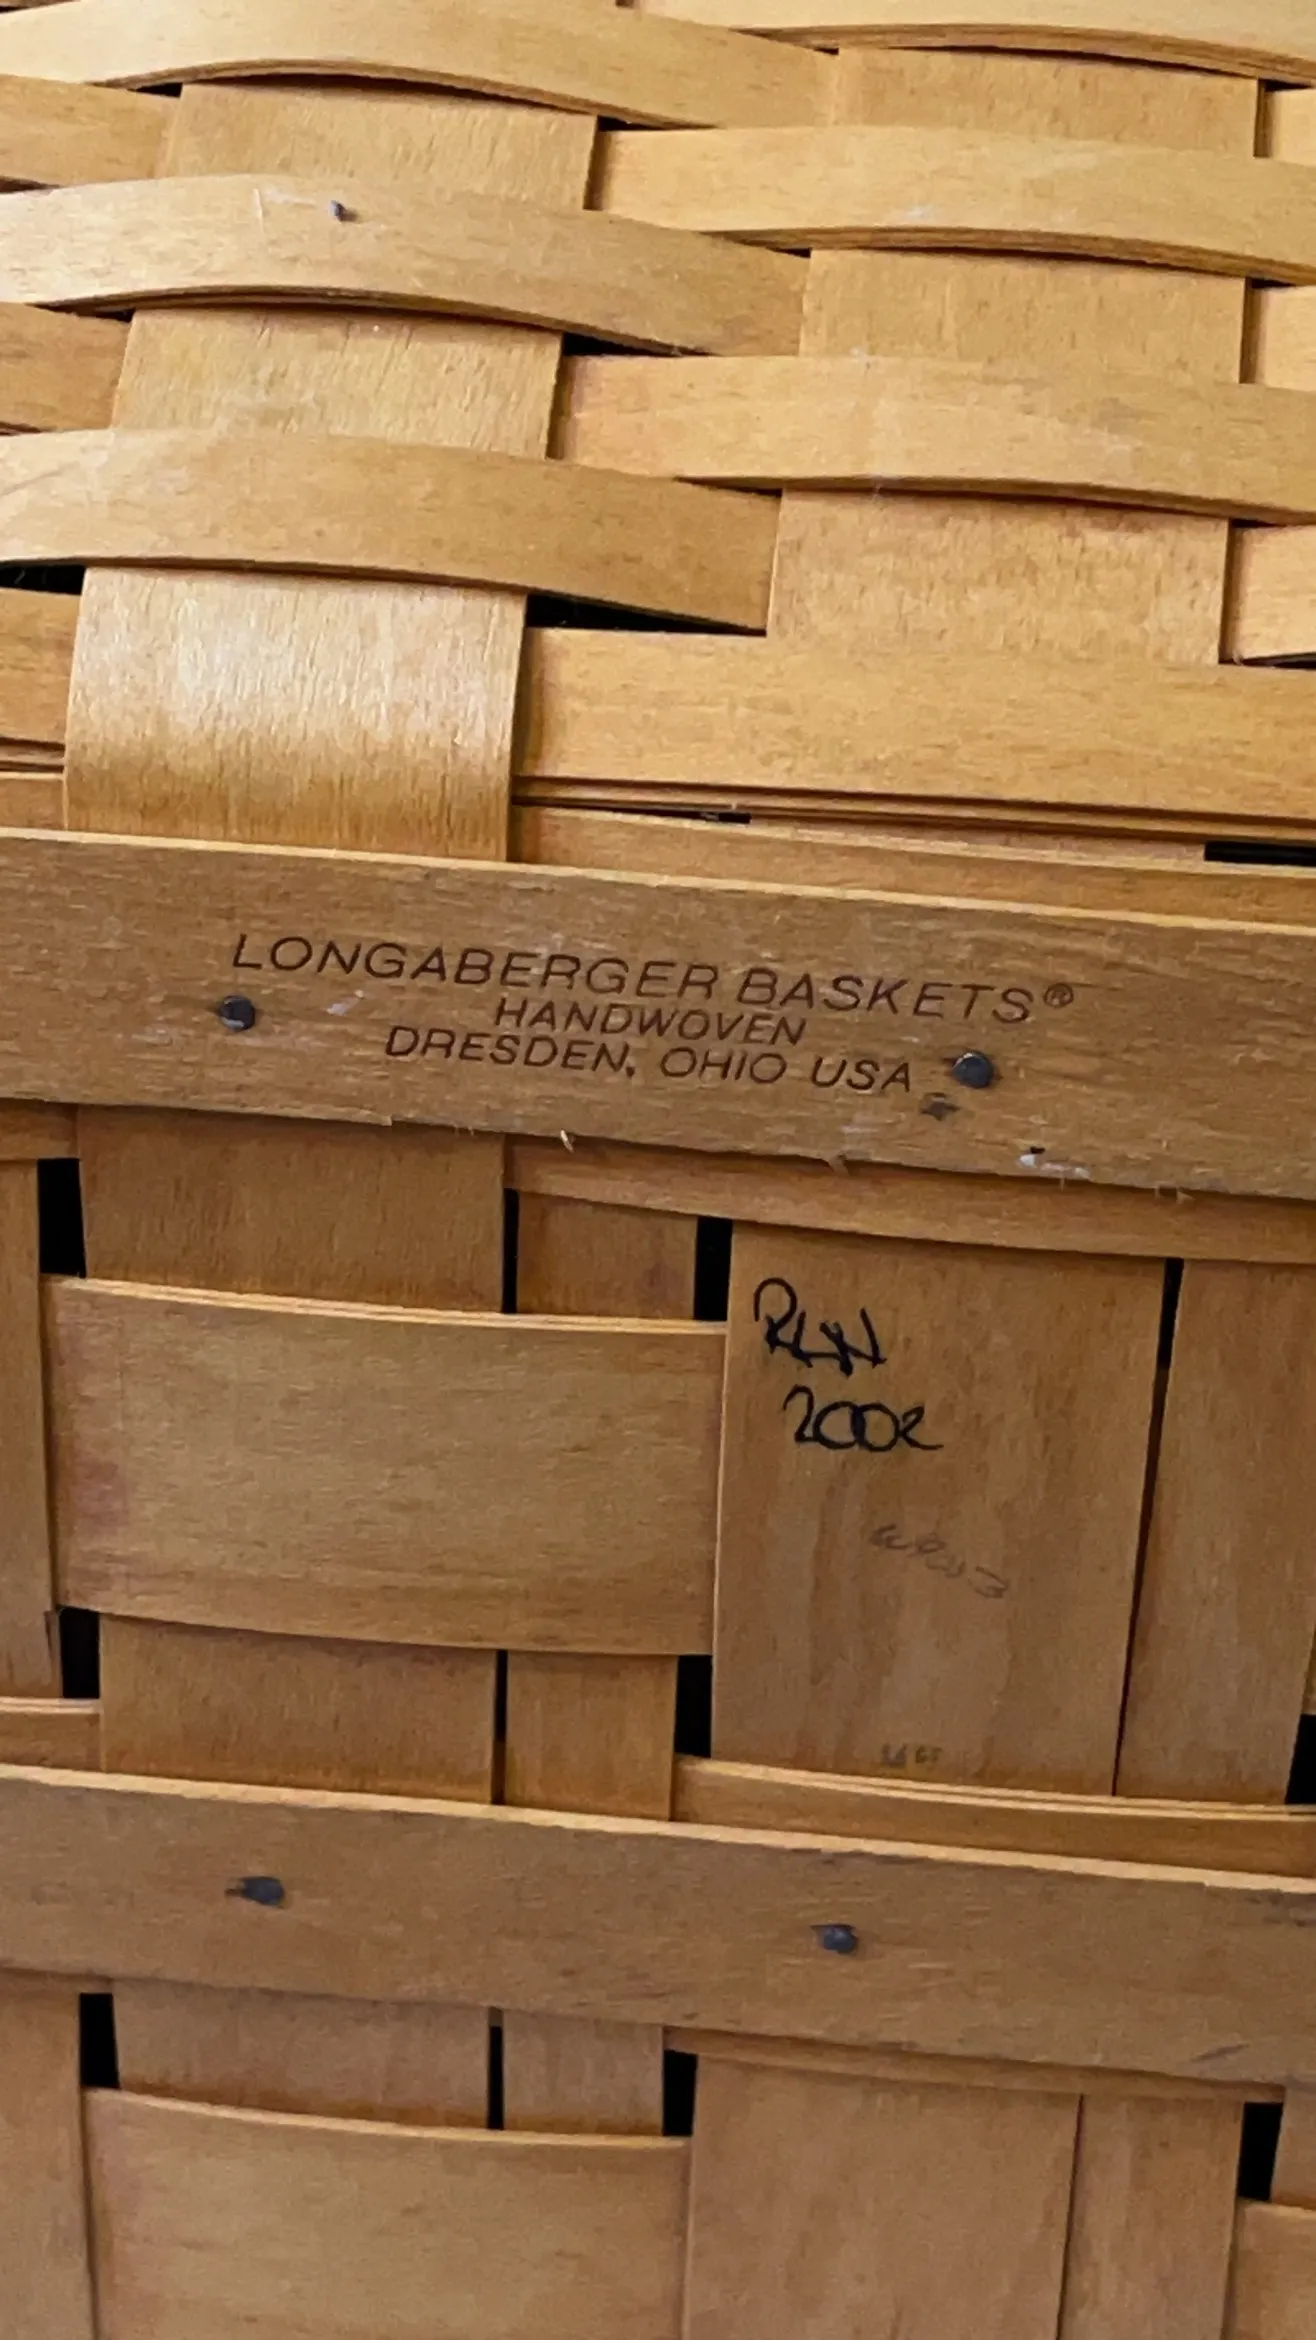 LONGABERGER BASKETS®
HANDWOVEN
DRESDEN, OHIO USA
2002